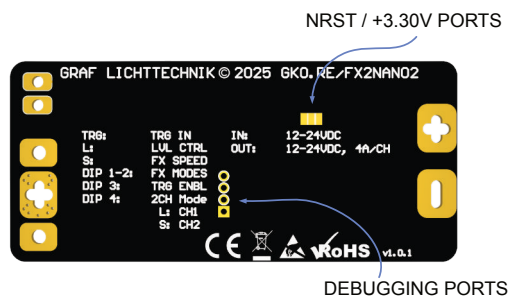 NRST / +3.30V PORTS
GRAF LICHTTECHNIK © 2025 GKO.RE/FX2NANO2
TRG: TRG IN IN: 12-24VDC
L: LVL CTRL OUT: 12-24VDC, 4A/CH
S: FX SPEED
DIP 1-2: FX MODES
DIP 3: TRG ENBL
DIP 4: 2CH Mode
L: CH1
S: CH2
CE RoHS v1.0.1
DEBUGGING PORTS